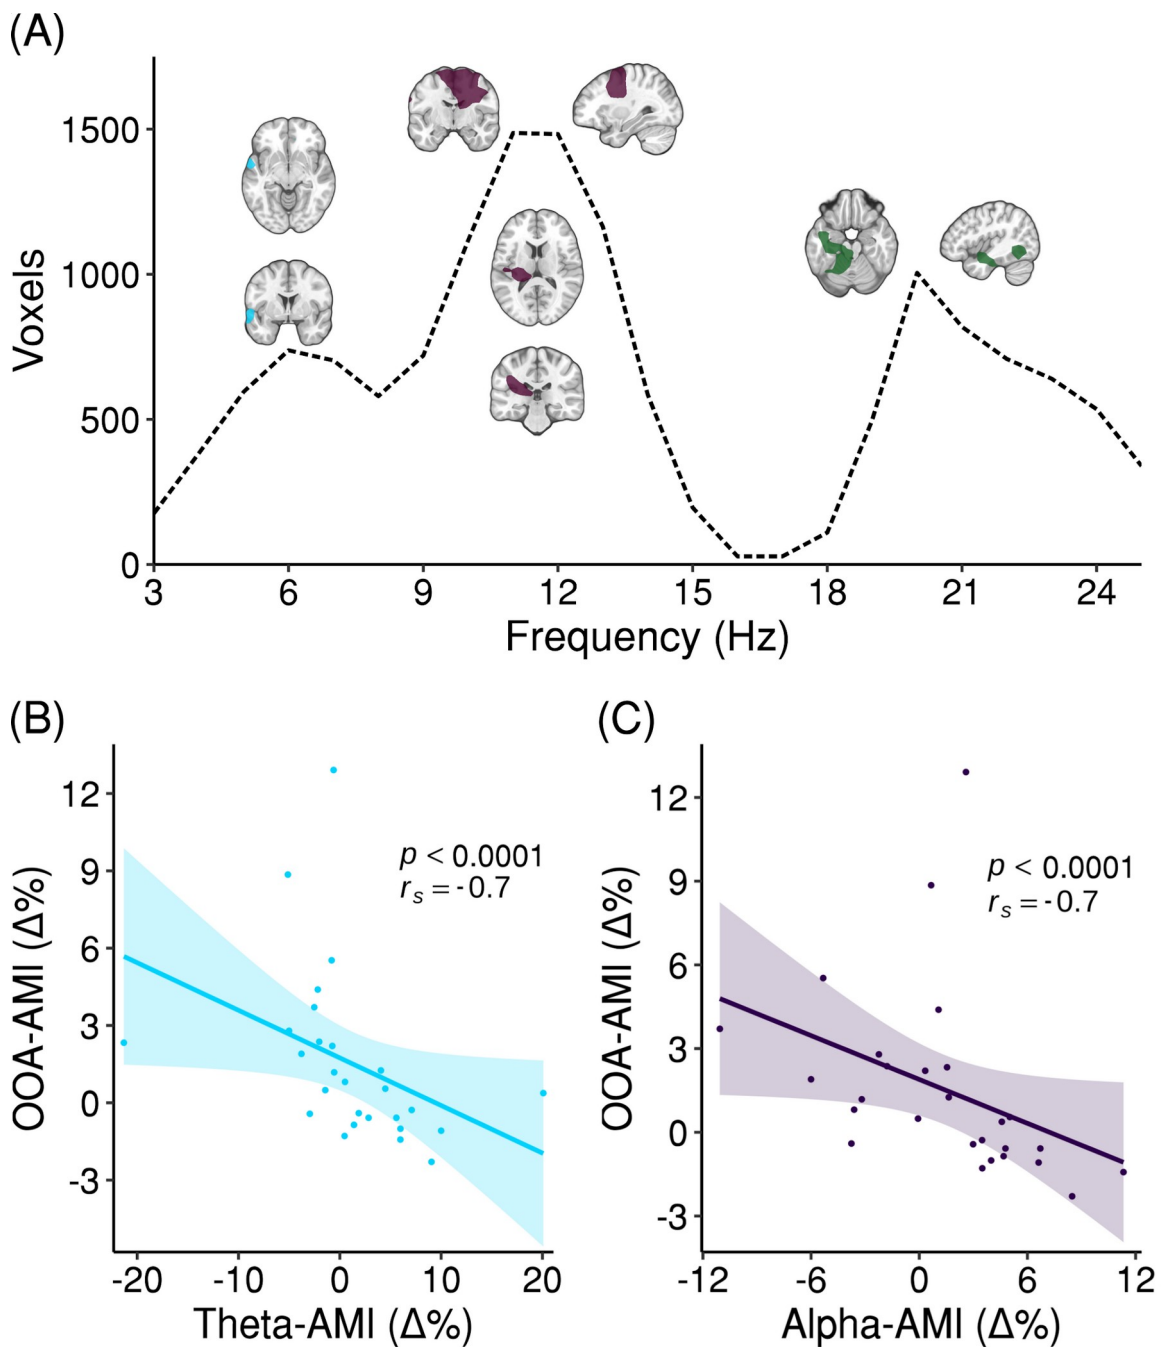 (A)
Voxels
1500
1000
500
0
3 6 9 12 15 18 21 24
Frequency (Hz)
(B)
OOA-AMI (Δ%)
12
9
6
3
0
-3
p < 0.0001
rₛ = -0.7
-20 -10 0 10 20
Theta-AMI (Δ%)
(C)
OOA-AMI (Δ%)
12
9
6
3
0
-3
p < 0.0001
rₛ = -0.7
-12 -6 0 6 12
Alpha-AMI (Δ%)